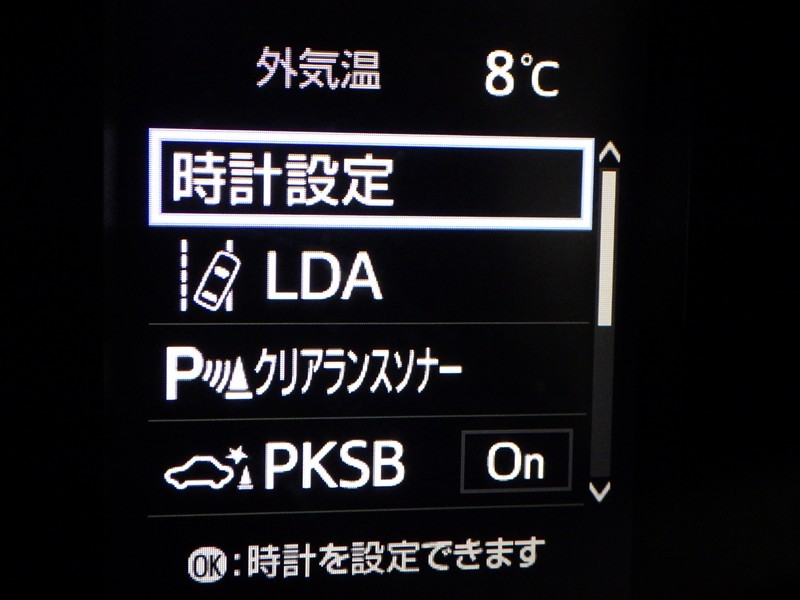 外気温 8℃
時計設定
LDA
Pクリアランスソナー
PKSB On
OK:時計を設定できます